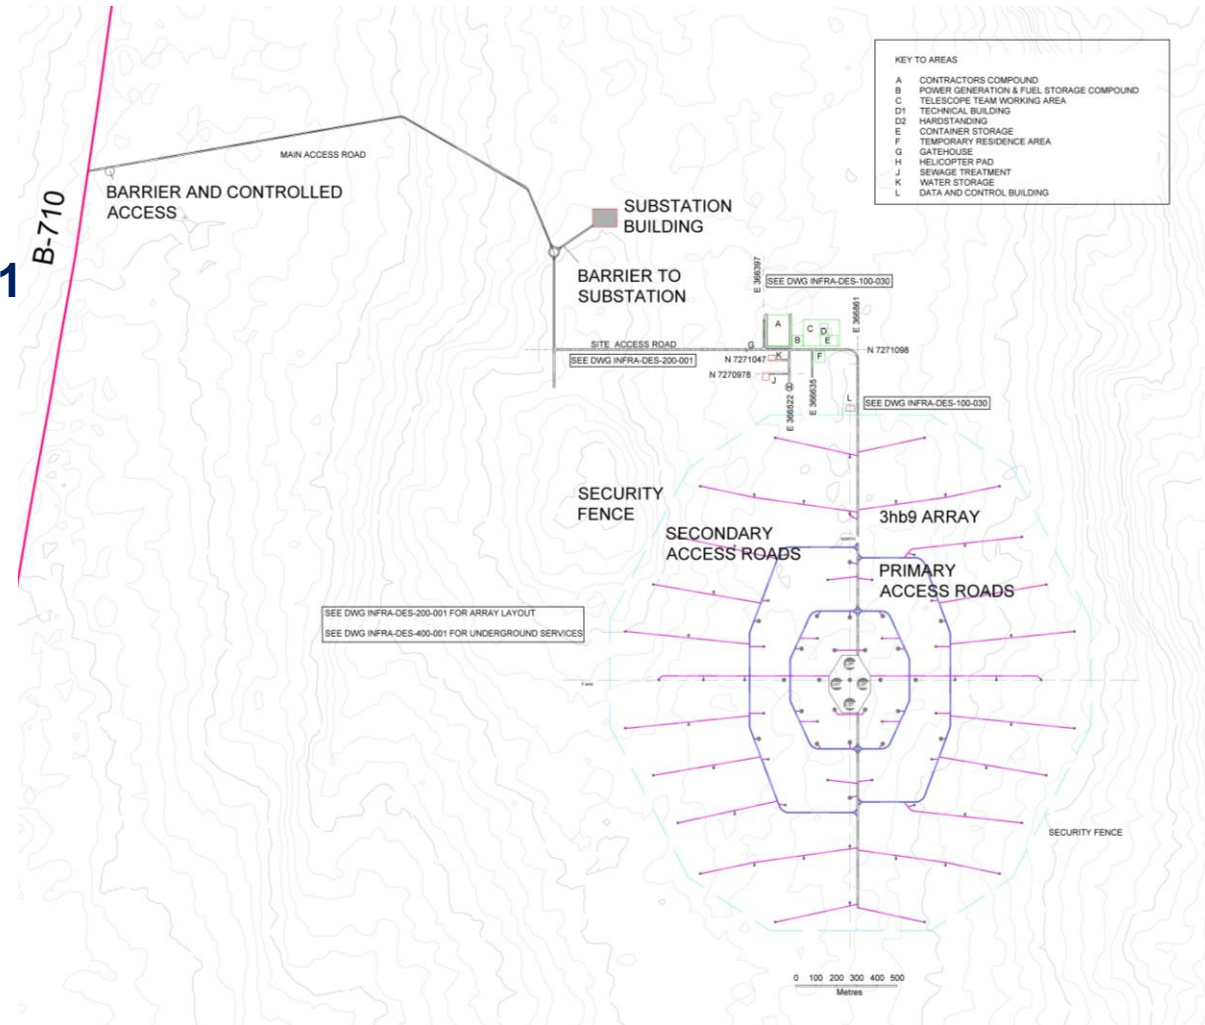 KEY TO AREAS
A CONTRACTORS COMPOUND
B POWER GENERATION & FUEL STORAGE COMPOUND
C TELESCOPE TEAM WORKING AREA
D1 TECHNICAL BUILDING
D2 HARDSTANDING
E CONTAINER STORAGE
F TEMPORARY RESIDENCE AREA
G GATEHOUSE
H HELICOPTER PAD
J SEWAGE TREATMENT
K WATER STORAGE
L DATA AND CONTROL BUILDING
MAIN ACCESS ROAD
BARRIER AND CONTROLLED
ACCESS
B-710
1
SUBSTATION
BUILDING
BARRIER TO
SUBSTATION
E 366397
SEE DWG INFRA-DES-100-030
E 366861
A
C
D
B
E
SITE ACCESS ROAD
G
N 7271098
SEE DWG INFRA-DES-200-001
N 7271047
K
F
N 7270978
J
H
E 366522
E 366635
L
SEE DWG INFRA-DES-100-030
SECURITY
FENCE
3hb9 ARRAY
SECONDARY
ACCESS ROADS
NORTH
PRIMARY
ACCESS ROADS
SEE DWG INFRA-DES-200-001 FOR ARRAY LAYOUT
SEE DWG INFRA-DES-400-001 FOR UNDERGROUND SERVICES
SECURITY FENCE
0 100 200 300 400 500
Metres